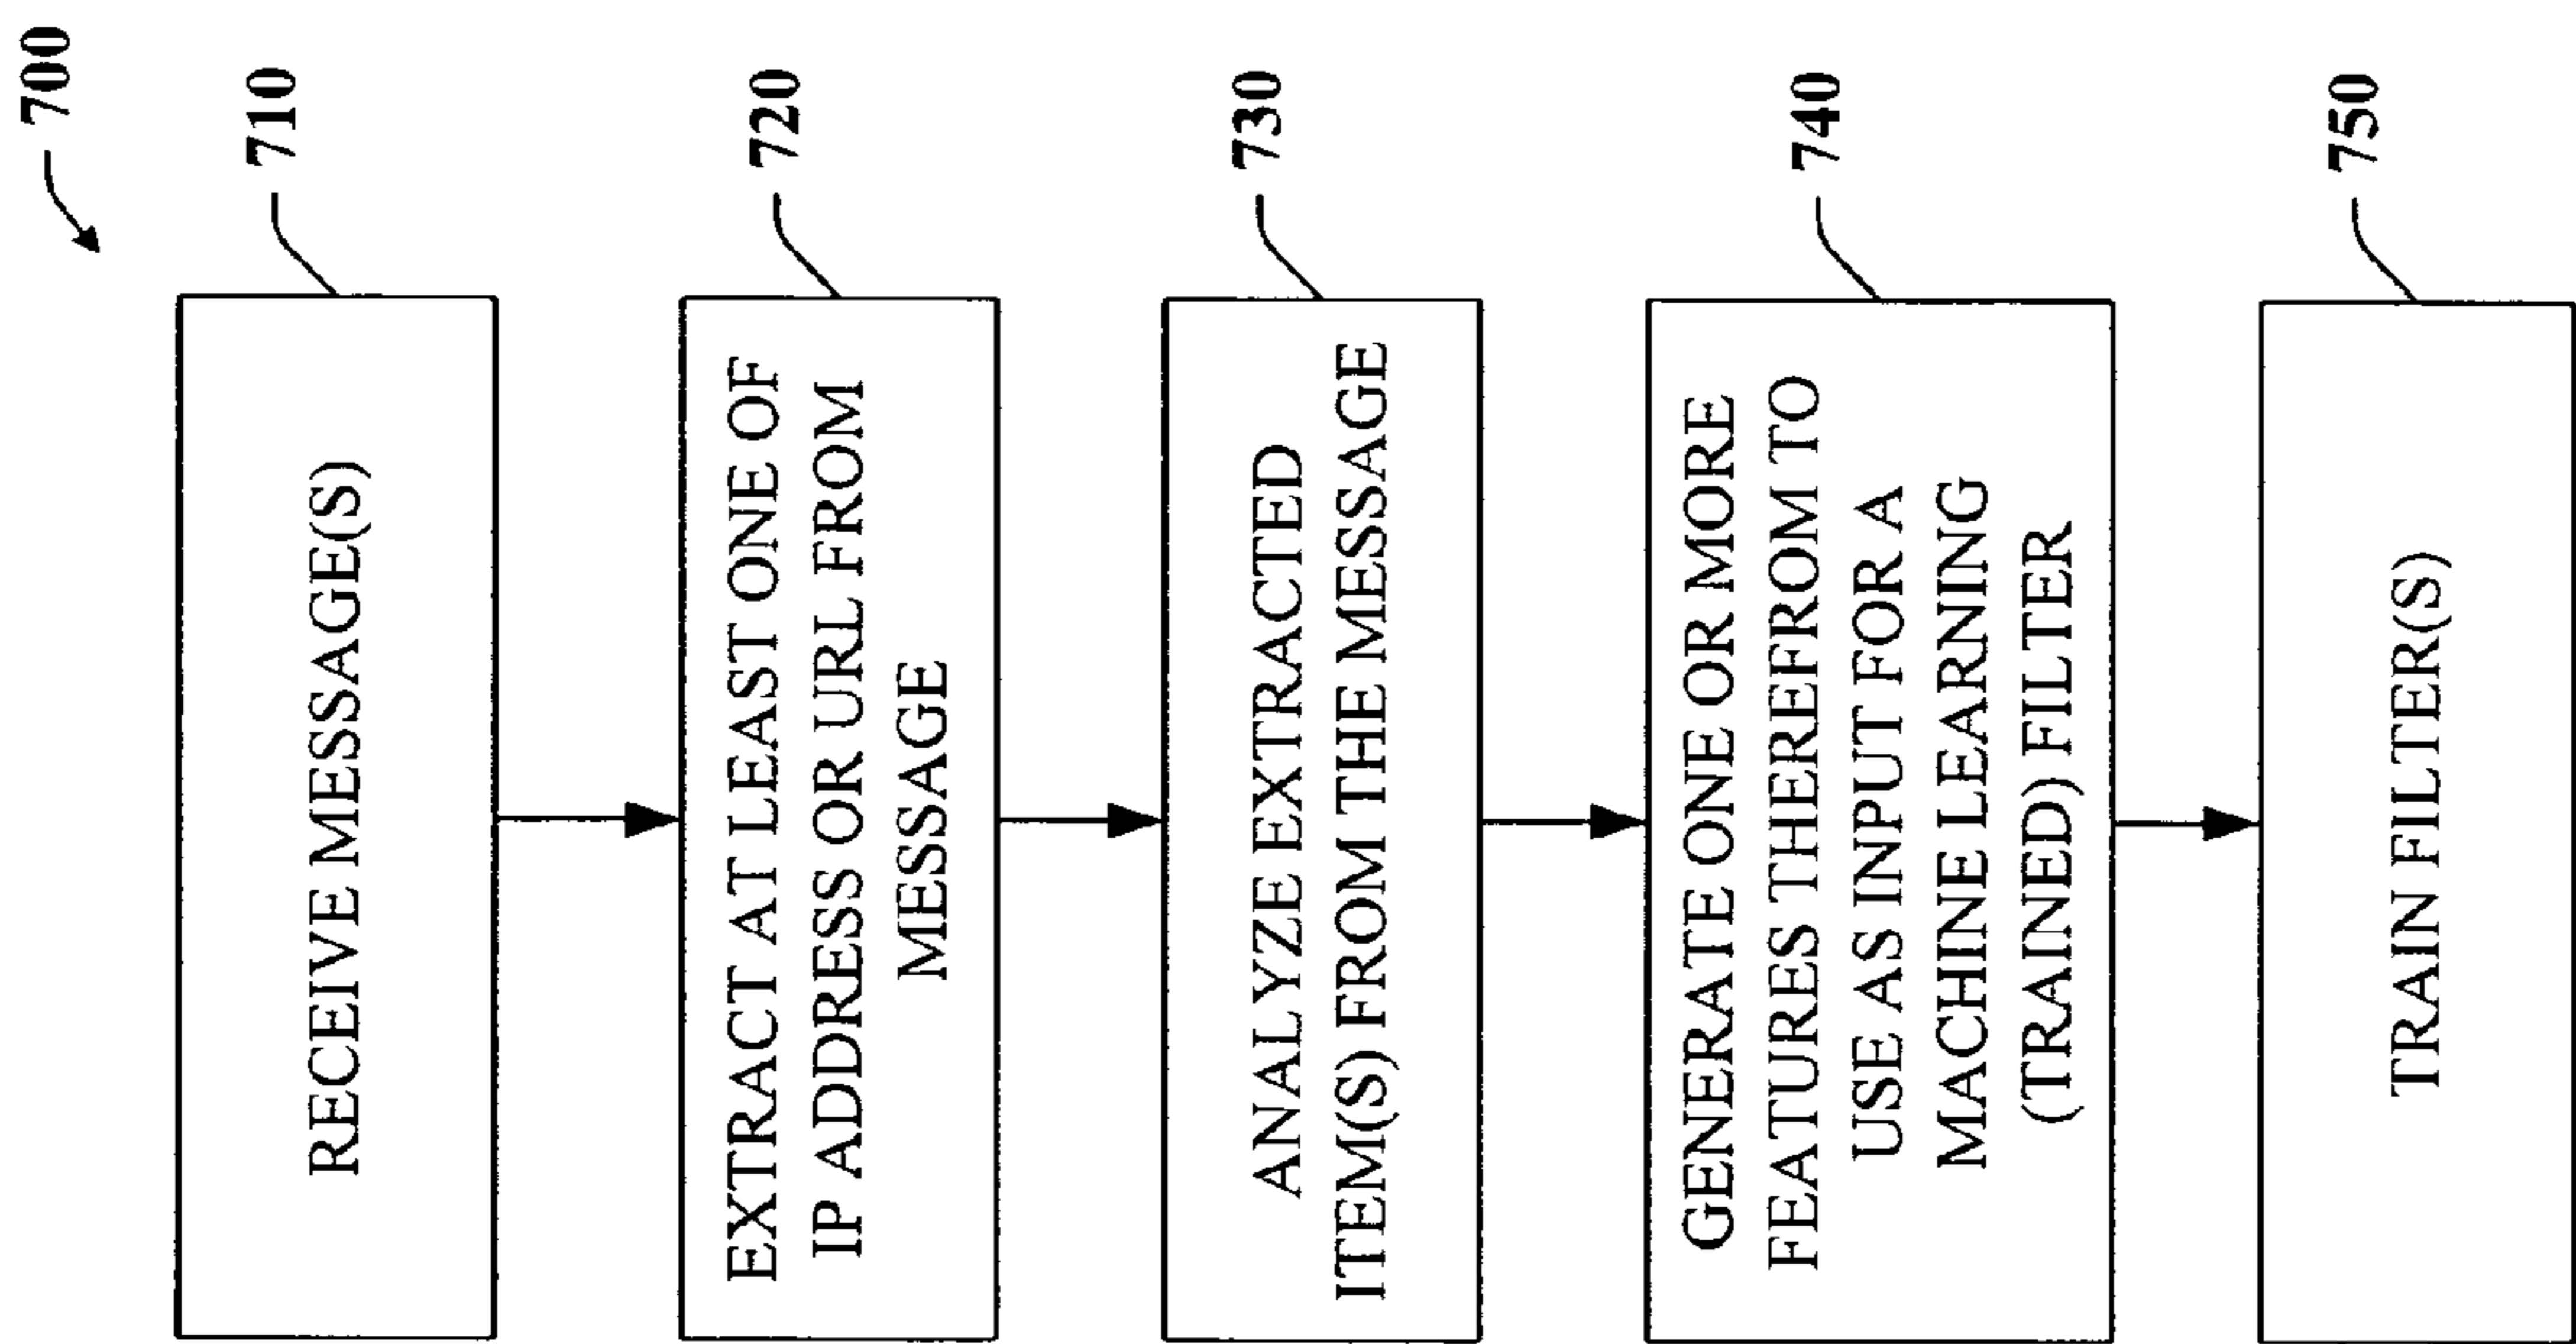 700
RECEIVE MESSAGE(S)
710
EXTRACT AT LEAST ONE OF
IP ADDRESS OR URL FROM
MESSAGE
720
ANALYZE EXTRACTED
ITEM(S) FROM THE MESSAGE
730
GENERATE ONE OR MORE
FEATURES THEREFROM TO
USE AS INPUT FOR A
MACHINE LEARNING
(TRAINED) FILTER
740
TRAIN FILTER(S)
750